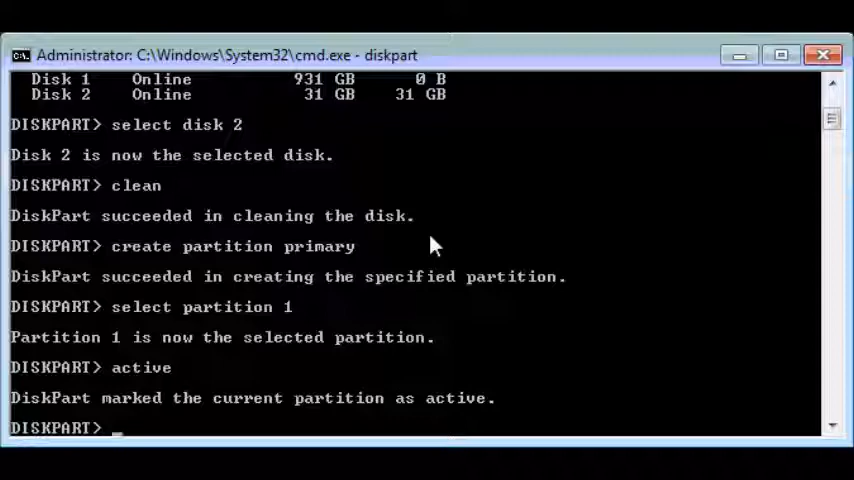 Administrator: C:\Windows\System32\cmd.exe - diskpart
Disk 1 Online 931 GB 0 B
Disk 2 Online 31 GB 31 GB
DISKPART> select disk 2
Disk 2 is now the selected disk.
DISKPART> clean
DiskPart succeeded in cleaning the disk.
DISKPART> create partition primary
DiskPart succeeded in creating the specified partition.
DISKPART> select partition 1
Partition 1 is now the selected partition.
DISKPART> active
DiskPart marked the current partition as active.
DISKPART> _